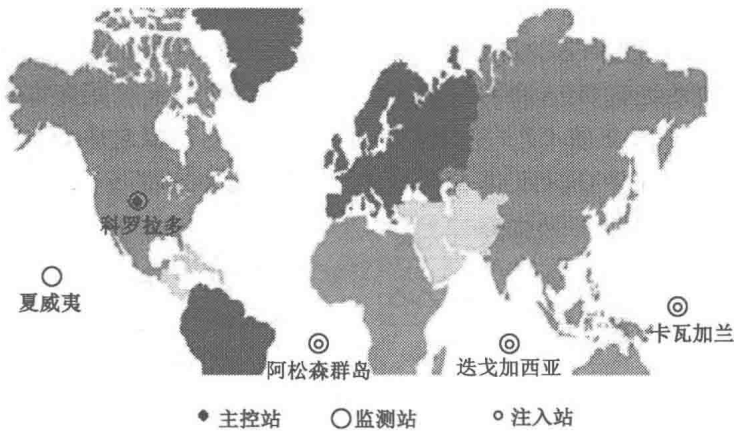 科罗拉多
夏威夷
卡瓦加兰
阿松森群岛
迭戈加西亚
主控站 监测站 注入站